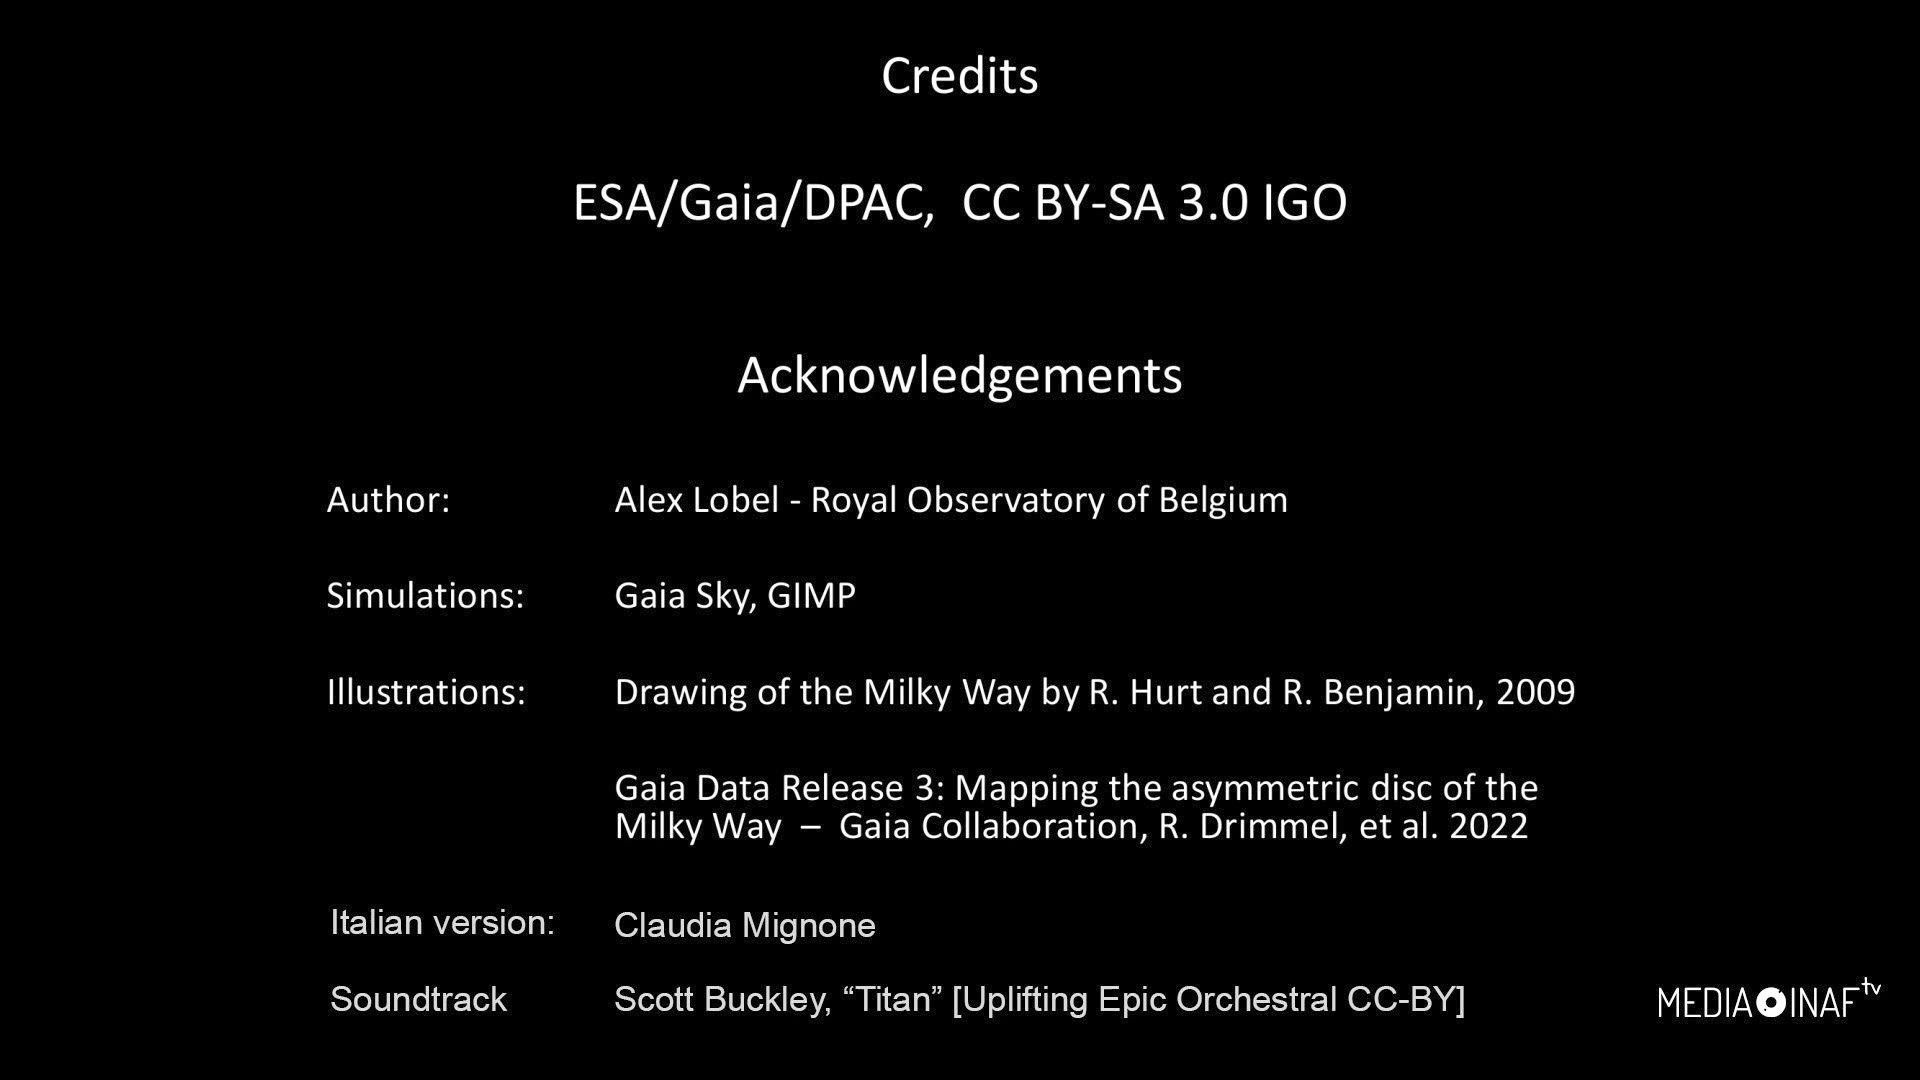 Credits
ESA/Gaia/DPAC, CC BY-SA 3.0 IGO
Acknowledgements
Author: Alex Lobel - Royal Observatory of Belgium
Simulations: Gaia Sky, GIMP
Illustrations: Drawing of the Milky Way by R. Hurt and R. Benjamin, 2009
Gaia Data Release 3: Mapping the asymmetric disc of the
Milky Way – Gaia Collaboration, R. Drimmel, et al. 2022
Italian version: Claudia Mignone
Soundtrack Scott Buckley, “Titan” [Uplifting Epic Orchestral CC-BY]
MEDIA INAF tv